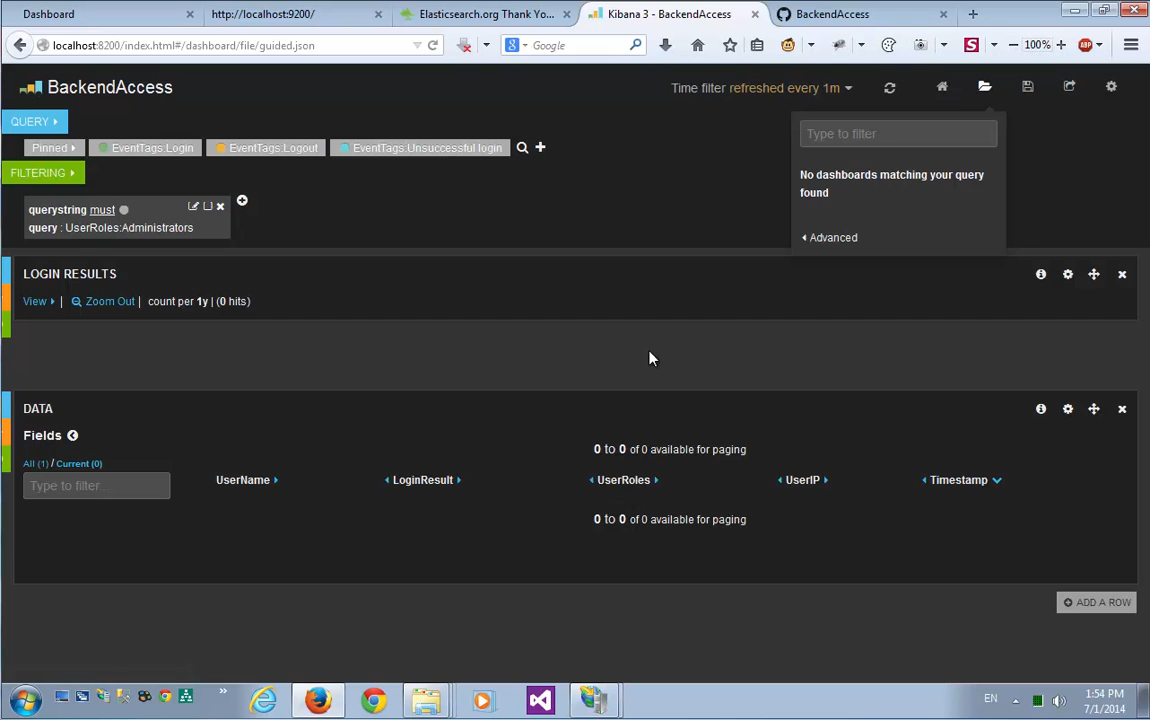 Dashboard
http://localhost:9200/
Elasticsearch.org Thank Yo...
Kibana 3 - BackendAccess
BackendAccess
localhost:8200/index.html#/dashboard/file/guided.json
Google
100%
ABP
BackendAccess
Time filter refreshed every 1m
QUERY
Pinned
EventTags:Login
EventTags:Logout
EventTags:Unsuccessful login
FILTERING
querystring must
query : UserRoles:Administrators
Type to filter
No dashboards matching your query
found
Advanced
LOGIN RESULTS
View | Zoom Out | count per 1y | (0 hits)
DATA
Fields
All (1) / Current (0)
Type to filter...
0 to 0 of 0 available for paging
UserName
LoginResult
UserRoles
UserIP
Timestamp
0 to 0 of 0 available for paging
ADD A ROW
EN
1:54 PM
7/1/2014